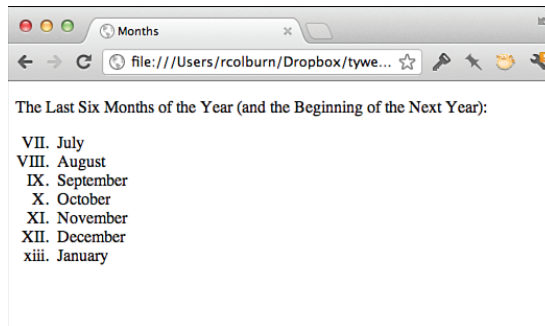 Months
file:///Users/rcolburn/Dropbox/tywe...
The Last Six Months of the Year (and the Beginning of the Next Year):
VII. July
VIII. August
IX. September
X. October
XI. November
XII. December
xiii. January